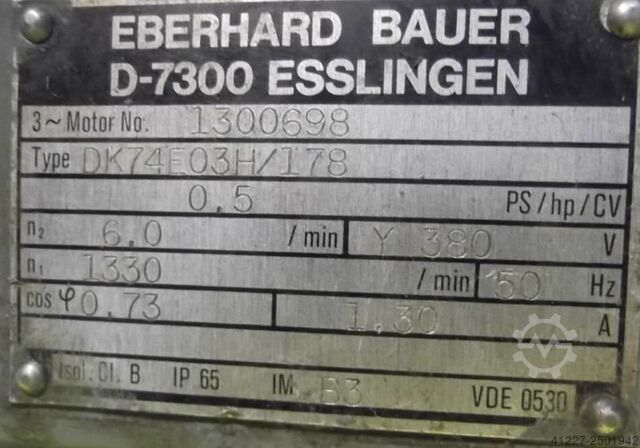 EBERHARD BAUER
D-7300 ESSLINGEN
3~ Motor No. 1300698
Type DK74E03H/178
0.5 PS/hp/CV
n₂ 6.0 /min Y 380 V
n₁ 1330 /min 50 Hz
cos φ 0.73 1,30 A
Isol. Cl. B IP 65 IM B3 VDE 0530
41227-2501942